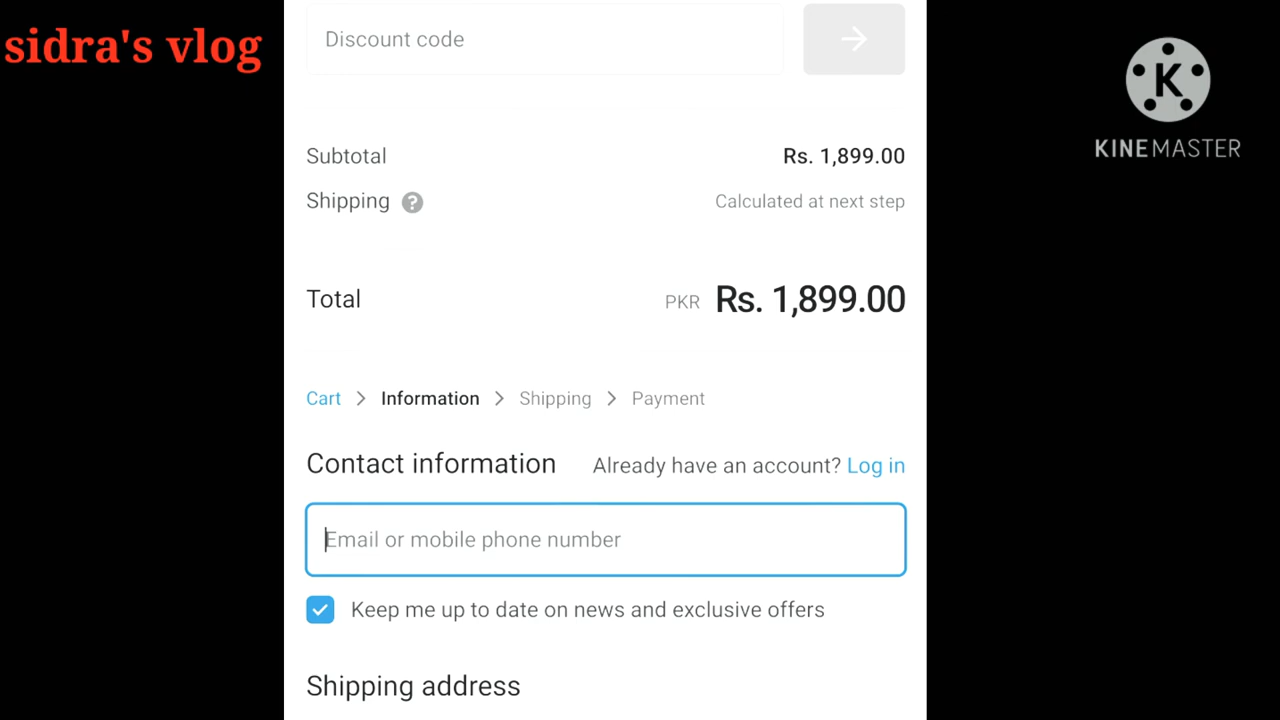 sidra's vlog
K
KINEMASTER
Discount code
Subtotal Rs. 1,899.00
Shipping ? Calculated at next step
Total PKR Rs. 1,899.00
Cart > Information > Shipping > Payment
Contact information Already have an account? Log in
Email or mobile phone number
Keep me up to date on news and exclusive offers
Shipping address